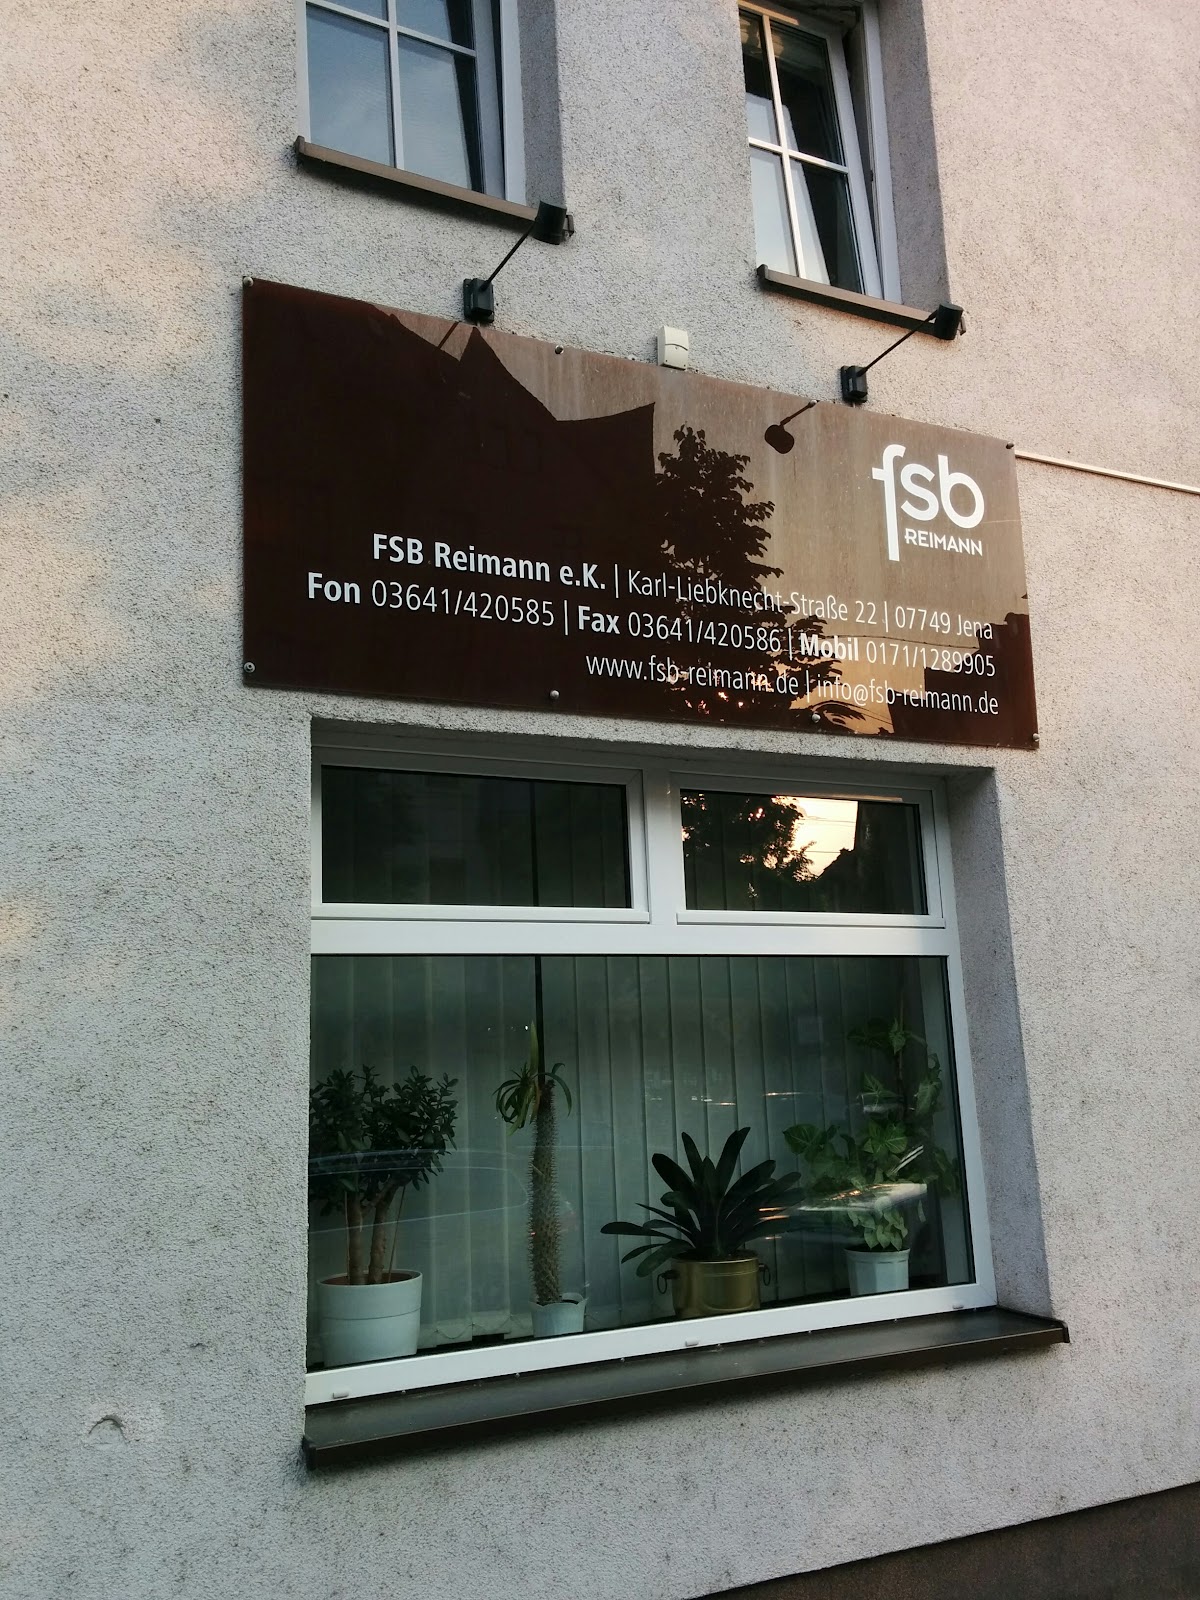 fsb
REIMANN
FSB Reimann e.K. | Karl-Liebknecht-Straße 22 | 07749 Jena
Fon 03641/420585 | Fax 03641/420586 | Mobil 0171/1289905
www.fsb-reimann.de | info@fsb-reimann.de